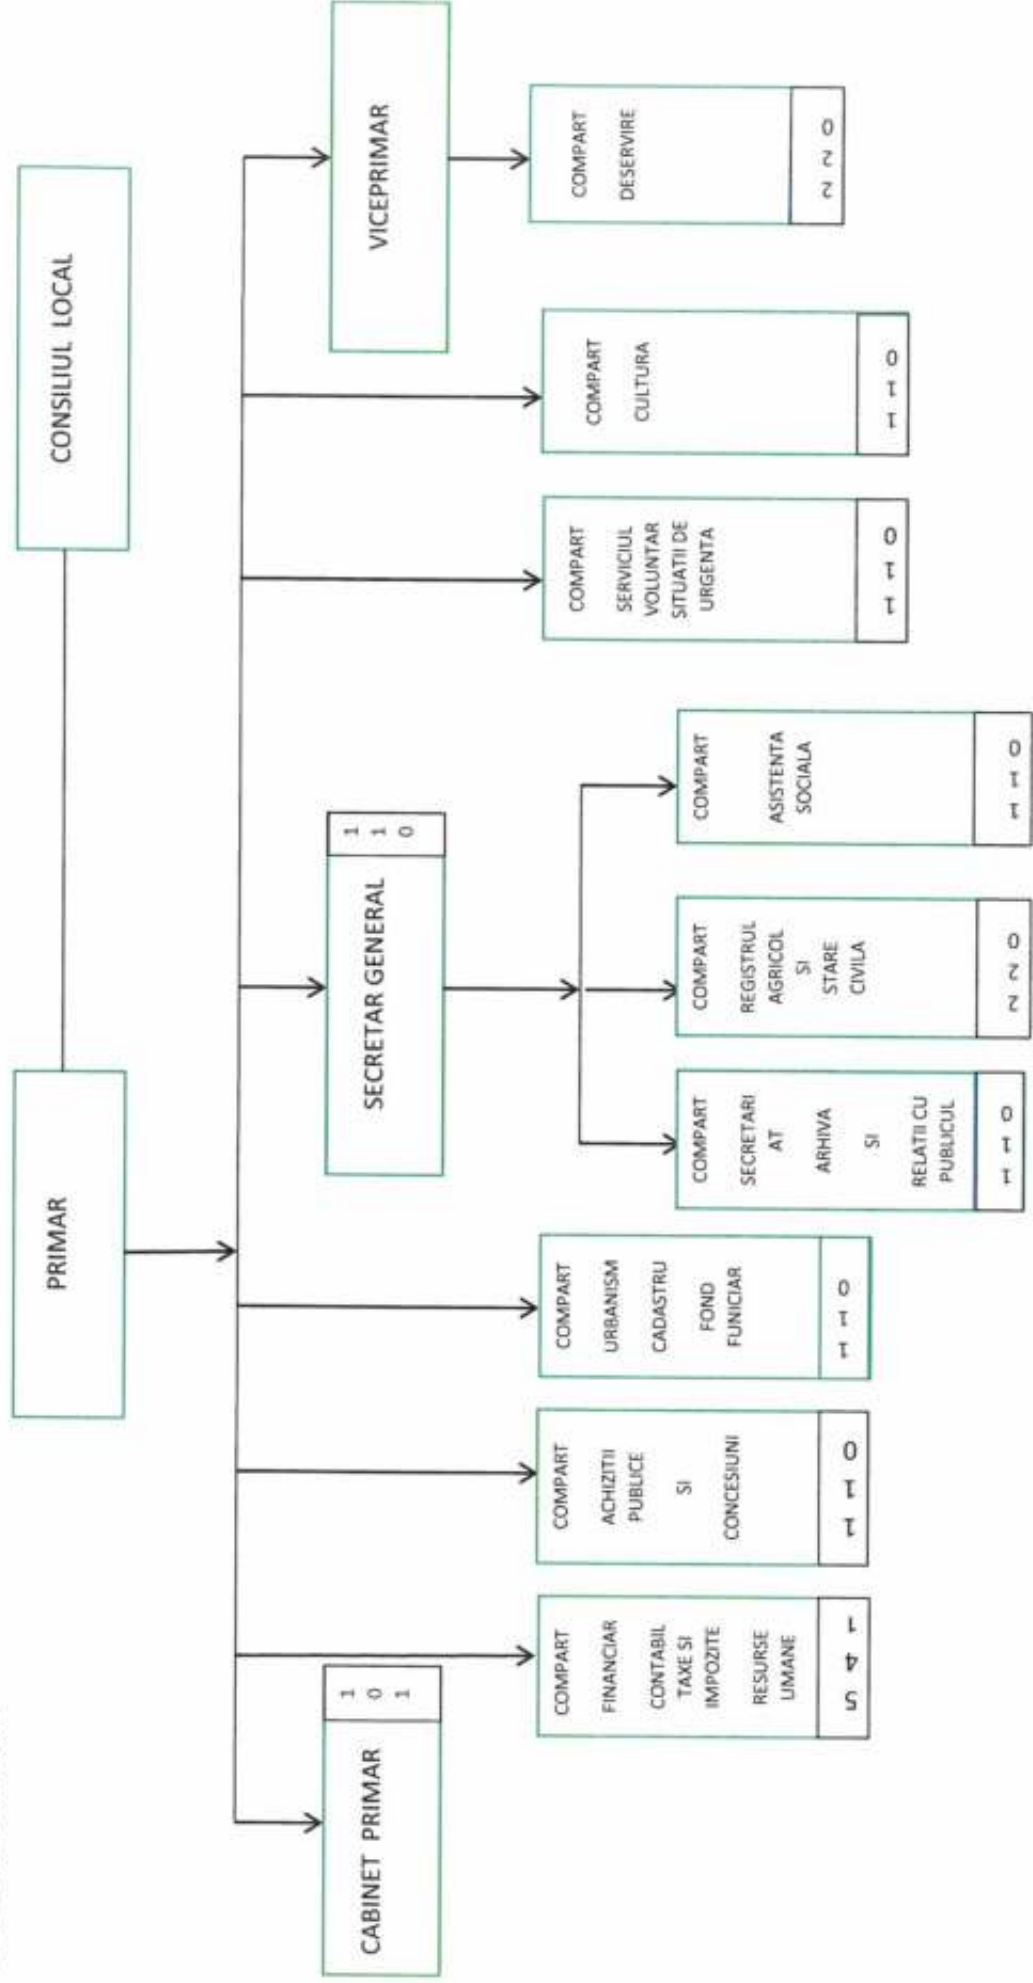 PRIMAR
CONSILIUL LOCAL
CABINET PRIMAR
1
0
1
SECRETAR GENERAL
1
1
0
VICEPRIMAR
COMPART
FINANCIAR
CONTABIL
TAXE SI
IMPOZITE
RESURSE
UMANE
5 4 1
COMPART
ACHIZITII
PUBLICE
SI
CONCESIUNI
1 1 0
COMPART
URBANISM
CADASTRU
FOND
FUNICIAR
1 1 0
COMPART
SECRETARI
AT
ARHIVA
SI
RELATII CU
PUBLICUL
1 1 0
COMPART
REGISTRUL
AGRICOL
SI
STARE
CIVILA
2 2 0
COMPART
ASISTENTA
SOCIALA
1 1 0
COMPART
SERVICIUL
VOLUNTAR
SITUATII DE
URGENTA
1 1 0
COMPART
CULTURA
1 1 0
COMPART
DESERVIRE
2 2 0